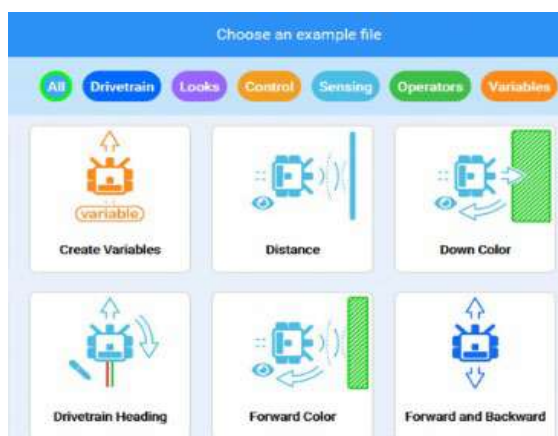 Choose an example file
All Drivetrain Looks Control Sensing Operators Variables
(variable)
Create Variables Distance Down Color
Drivetrain Heading Forward Color Forward and Backward